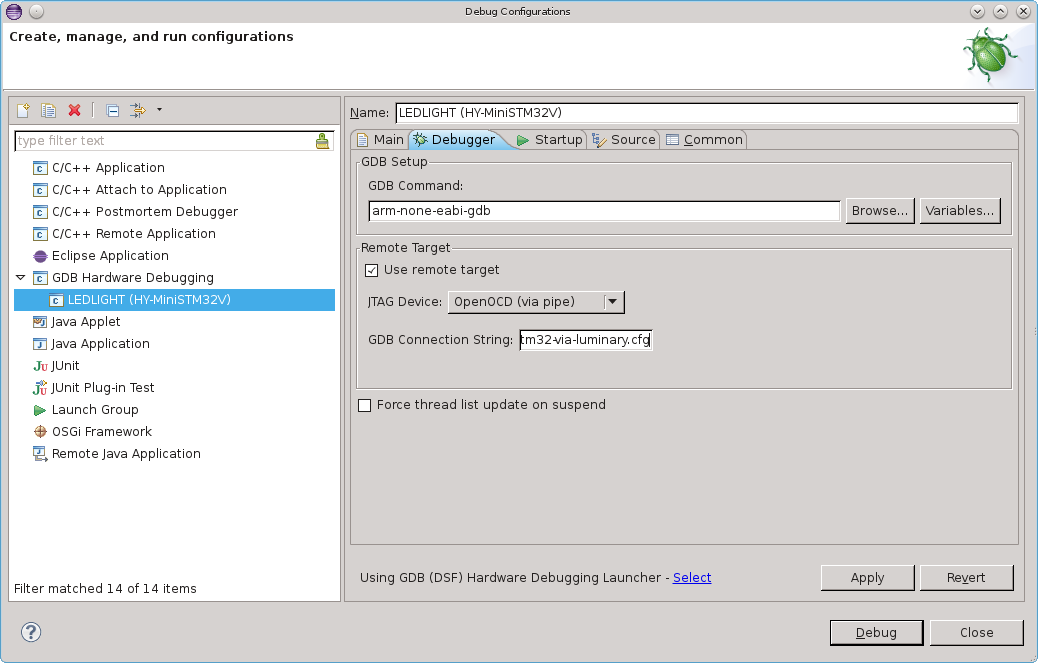 Debug Configurations
Create, manage, and run configurations
type filter text
C/C++ Application
C/C++ Attach to Application
C/C++ Postmortem Debugger
C/C++ Remote Application
Eclipse Application
GDB Hardware Debugging
LEDLIGHT (HY-MiniSTM32V)
Java Applet
Java Application
JUnit
JUnit Plug-in Test
Launch Group
OSGi Framework
Remote Java Application
Filter matched 14 of 14 items
Name: LEDLIGHT (HY-MiniSTM32V)
Main Debugger Startup Source Common
GDB Setup
GDB Command:
arm-none-eabi-gdb Browse... Variables...
Remote Target
Use remote target
JTAG Device: OpenOCD (via pipe)
GDB Connection String: tm32-via-luminary.cfg
Force thread list update on suspend
Using GDB (DSF) Hardware Debugging Launcher - Select
Apply Revert
Debug Close